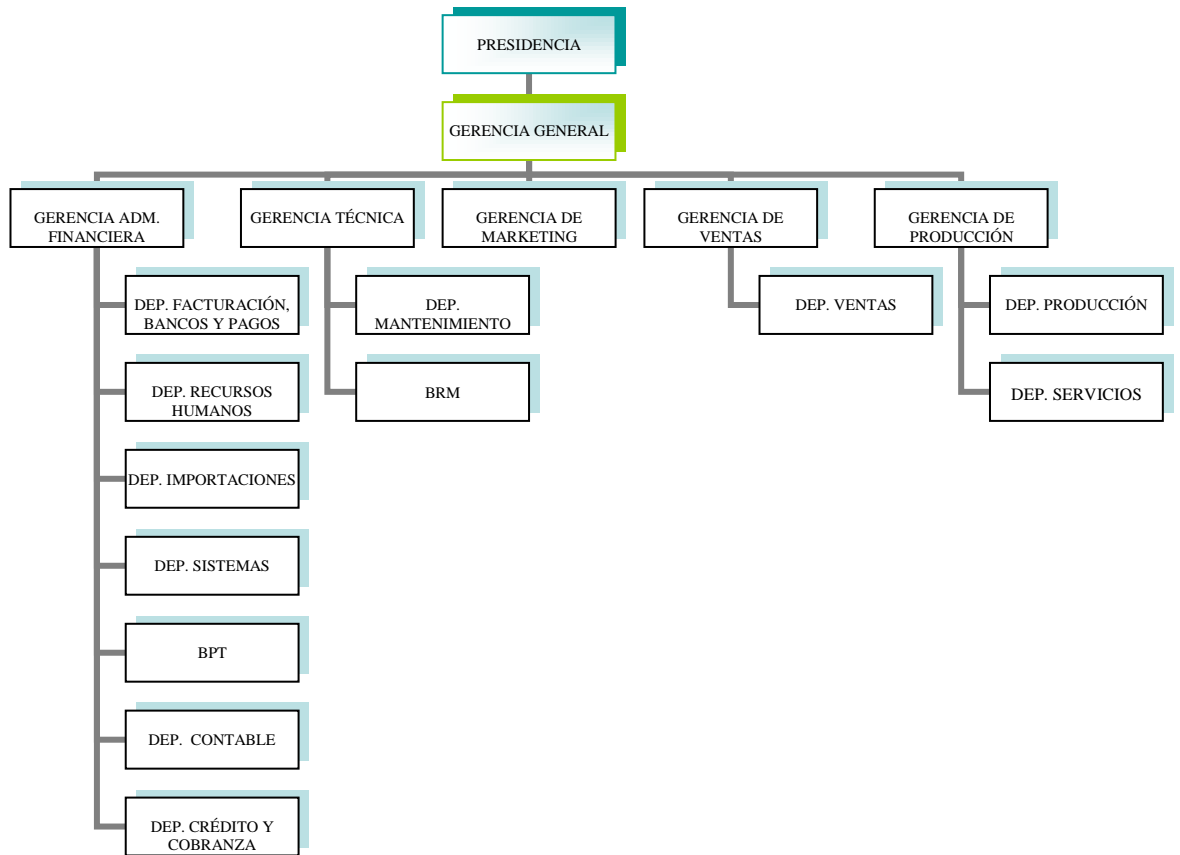 PRESIDENCIA
GERENCIA GENERAL
GERENCIA ADM.
FINANCIERA
GERENCIA TÉCNICA
GERENCIA DE
MARKETING
GERENCIA DE
VENTAS
GERENCIA DE
PRODUCCIÓN
DEP. FACTURACIÓN,
BANCOS Y PAGOS
DEP. RECURSOS
HUMANOS
DEP. IMPORTACIONES
DEP. SISTEMAS
BPT
DEP. CONTABLE
DEP. CRÉDITO Y
COBRANZA
DEP.
MANTENIMIENTO
BRM
DEP. VENTAS
DEP. PRODUCCIÓN
DEP. SERVICIOS